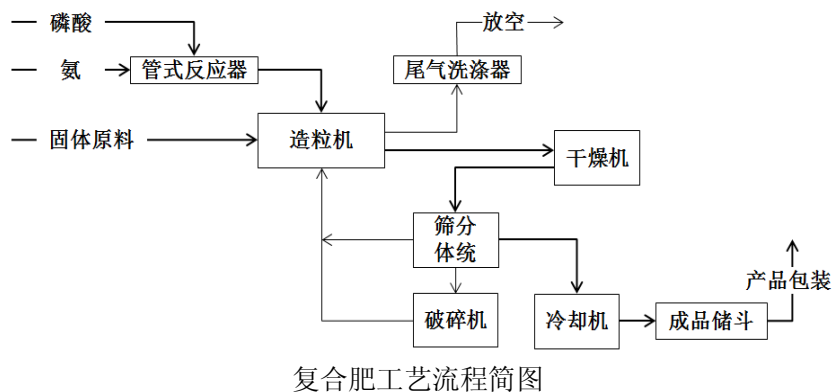 磷酸
放空
氨
管式反应器
尾气洗涤器
固体原料
造粒机
干燥机
筛分
体统
产品包装
破碎机
冷却机
成品储斗
复合肥工艺流程简图